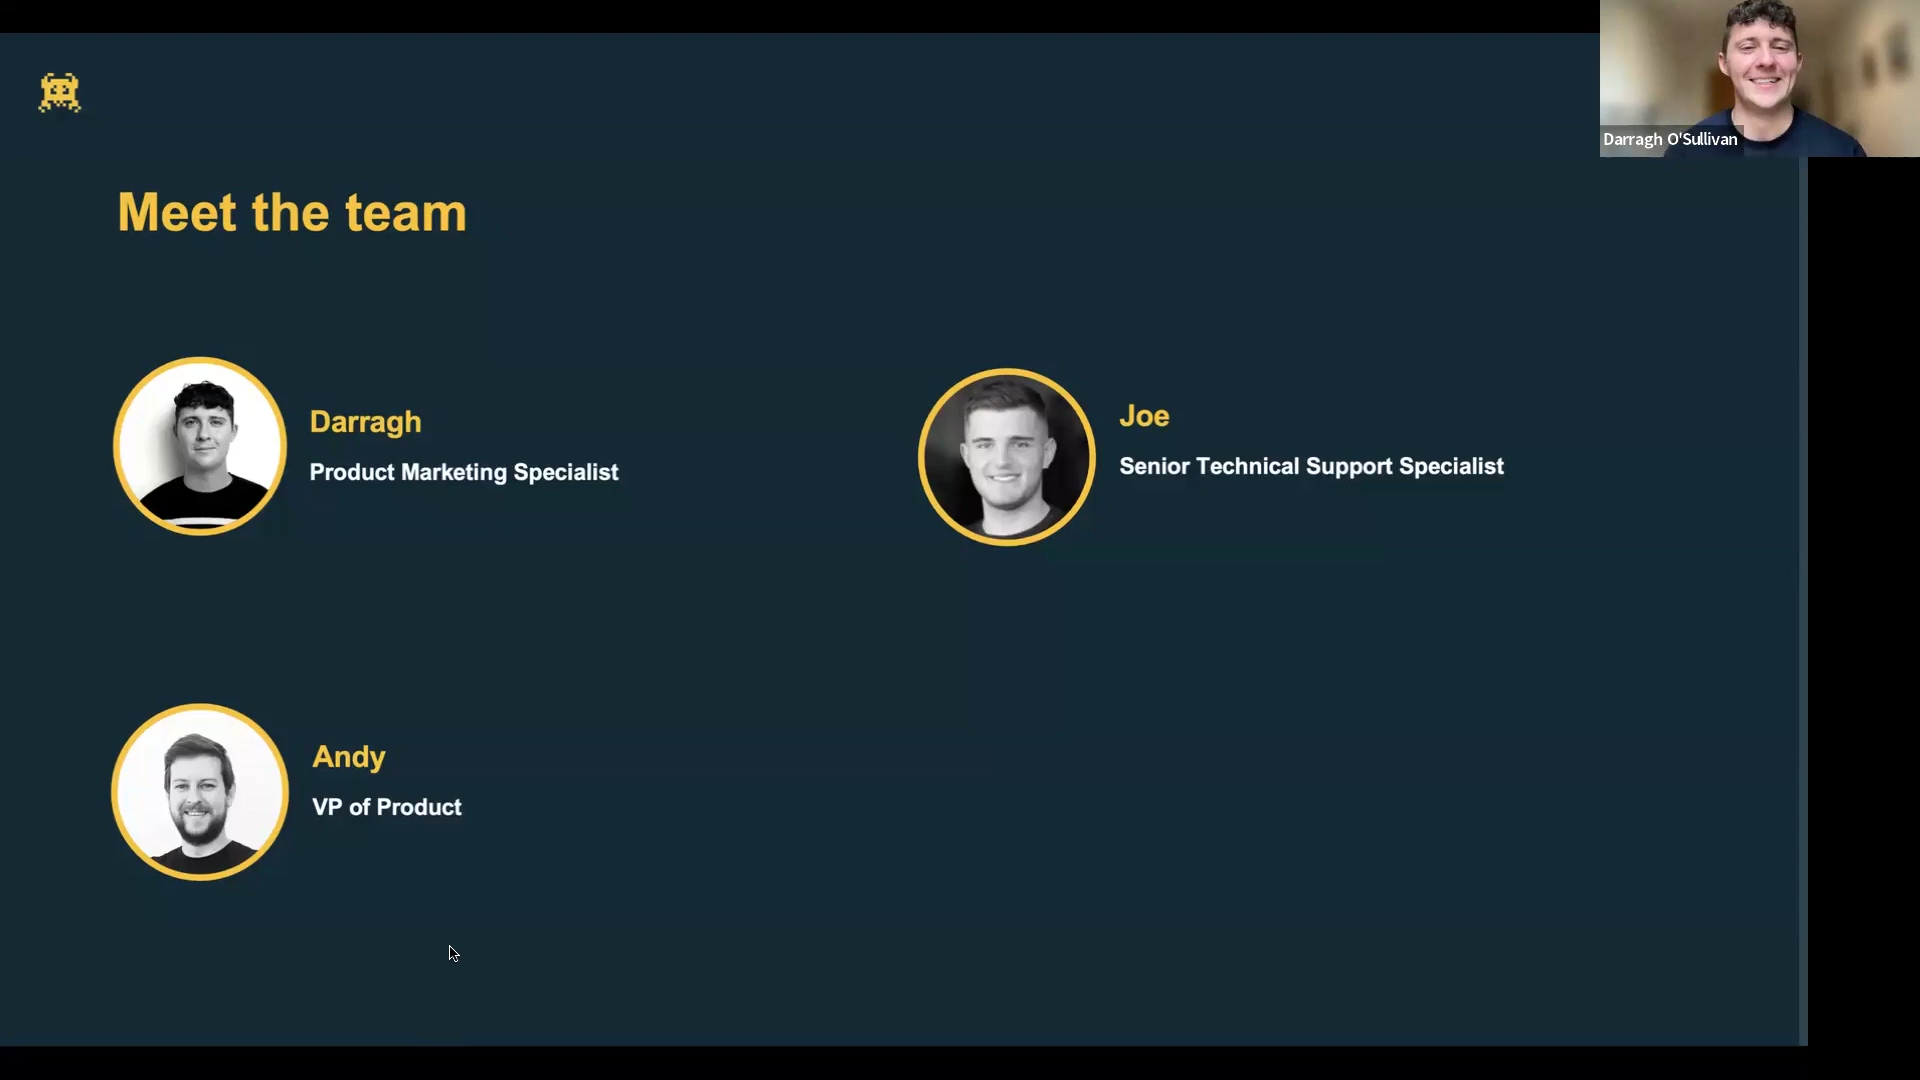 Darragh O'Sullivan
Meet the team
Darragh
Product Marketing Specialist
Joe
Senior Technical Support Specialist
Andy
VP of Product